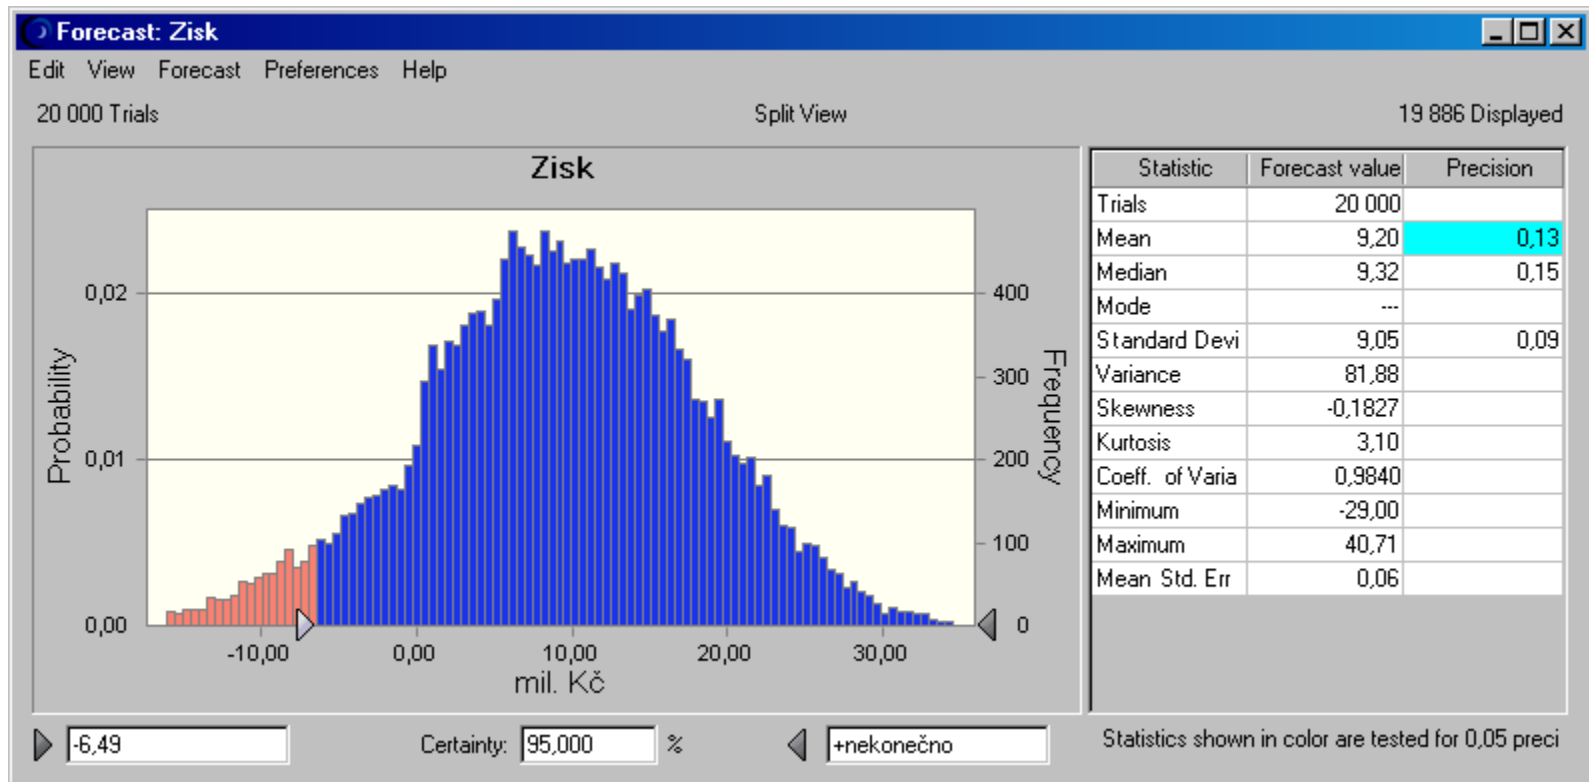 Forecast: Zisk
Edit View Forecast Preferences Help
20 000 Trials Split View 19 886 Displayed
Zisk
Probability
0,02
0,01
0,00
-10,00 0,00 10,00 20,00 30,00
mil. Kč
400
300
200
100
0
Frequency
Statistic Forecast value Precision
Trials 20 000
Mean 9,20 0,13
Median 9,32 0,15
Mode ---
Standard Devi 9,05 0,09
Variance 81,88
Skewness -0,1827
Kurtosis 3,10
Coeff. of Varia 0,9840
Minimum -29,00
Maximum 40,71
Mean Std. Err 0,06
-6,49 Certainty: 95,000 % +nekonečno
Statistics shown in color are tested for 0,05 preci